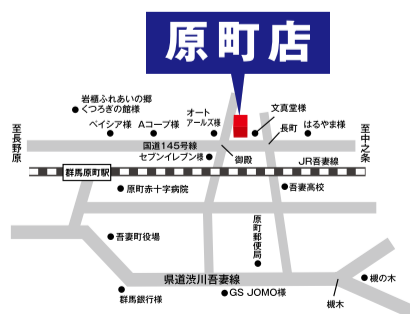 原町店
岩櫃ふれあいの郷
くつろぎの館様
ベイシア様
Aコープ様
オート
アールズ様
文真堂様
長町
はるやま様
至長野原
至中之条
国道145号線
セブンイレブン様
御殿
JR吾妻線
群馬原町駅
原町赤十字病院
吾妻高校
吾妻町役場
原町郵便局
県道渋川吾妻線
槻の木
群馬銀行様
GS JOMO様
槻木